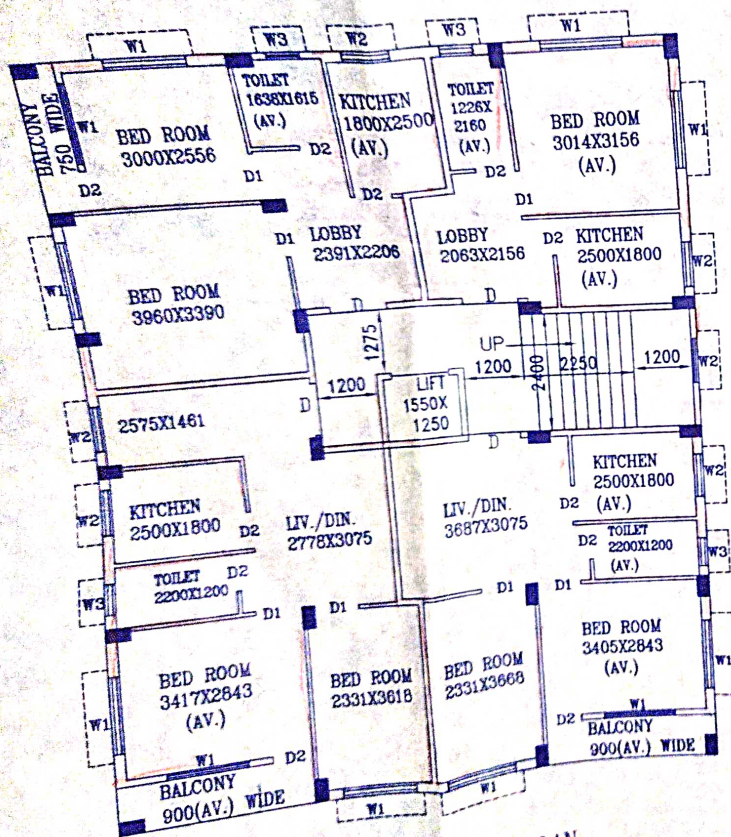 W1
W3
W2
W3
W1
BALCONY
750 WIDE
W1
BED ROOM
3000X2556
D2
TOILET
1638X1615
(AV.)
D2
D1
KITCHEN
1800X2500
(AV.)
D2
TOILET
1226X
2160
(AV.)
D2
BED ROOM
3014X3156
(AV.)
W1
D1
W1
BED ROOM
3960X3390
D1
LOBBY
2391X2206
D
LOBBY
2063X2156
D
D2
KITCHEN
2500X1800
(AV.)
W2
1275
1200
D
LIFT
1550X
1250
UP
1200
2400
2250
1200
W2
2575X1461
W2
D
KITCHEN
2500X1800
W2
D2
LIV./DIN.
2778X3075
LIV./DIN.
3687X3075
KITCHEN
2500X1800
(AV.)
W2
D2
TOILET
2200X1200
W3
D2
D2
TOILET
2200X1200
(AV.)
W3
D1
D1
D1
D1
BED ROOM
3417X2843
(AV.)
W1
BED ROOM
2331X3618
BED ROOM
2331X3668
BED ROOM
3405X2843
(AV.)
W1
W1
D2
BALCONY
900(AV.) WIDE
W1
W1
D2
W1
BALCONY
900(AV.) WIDE